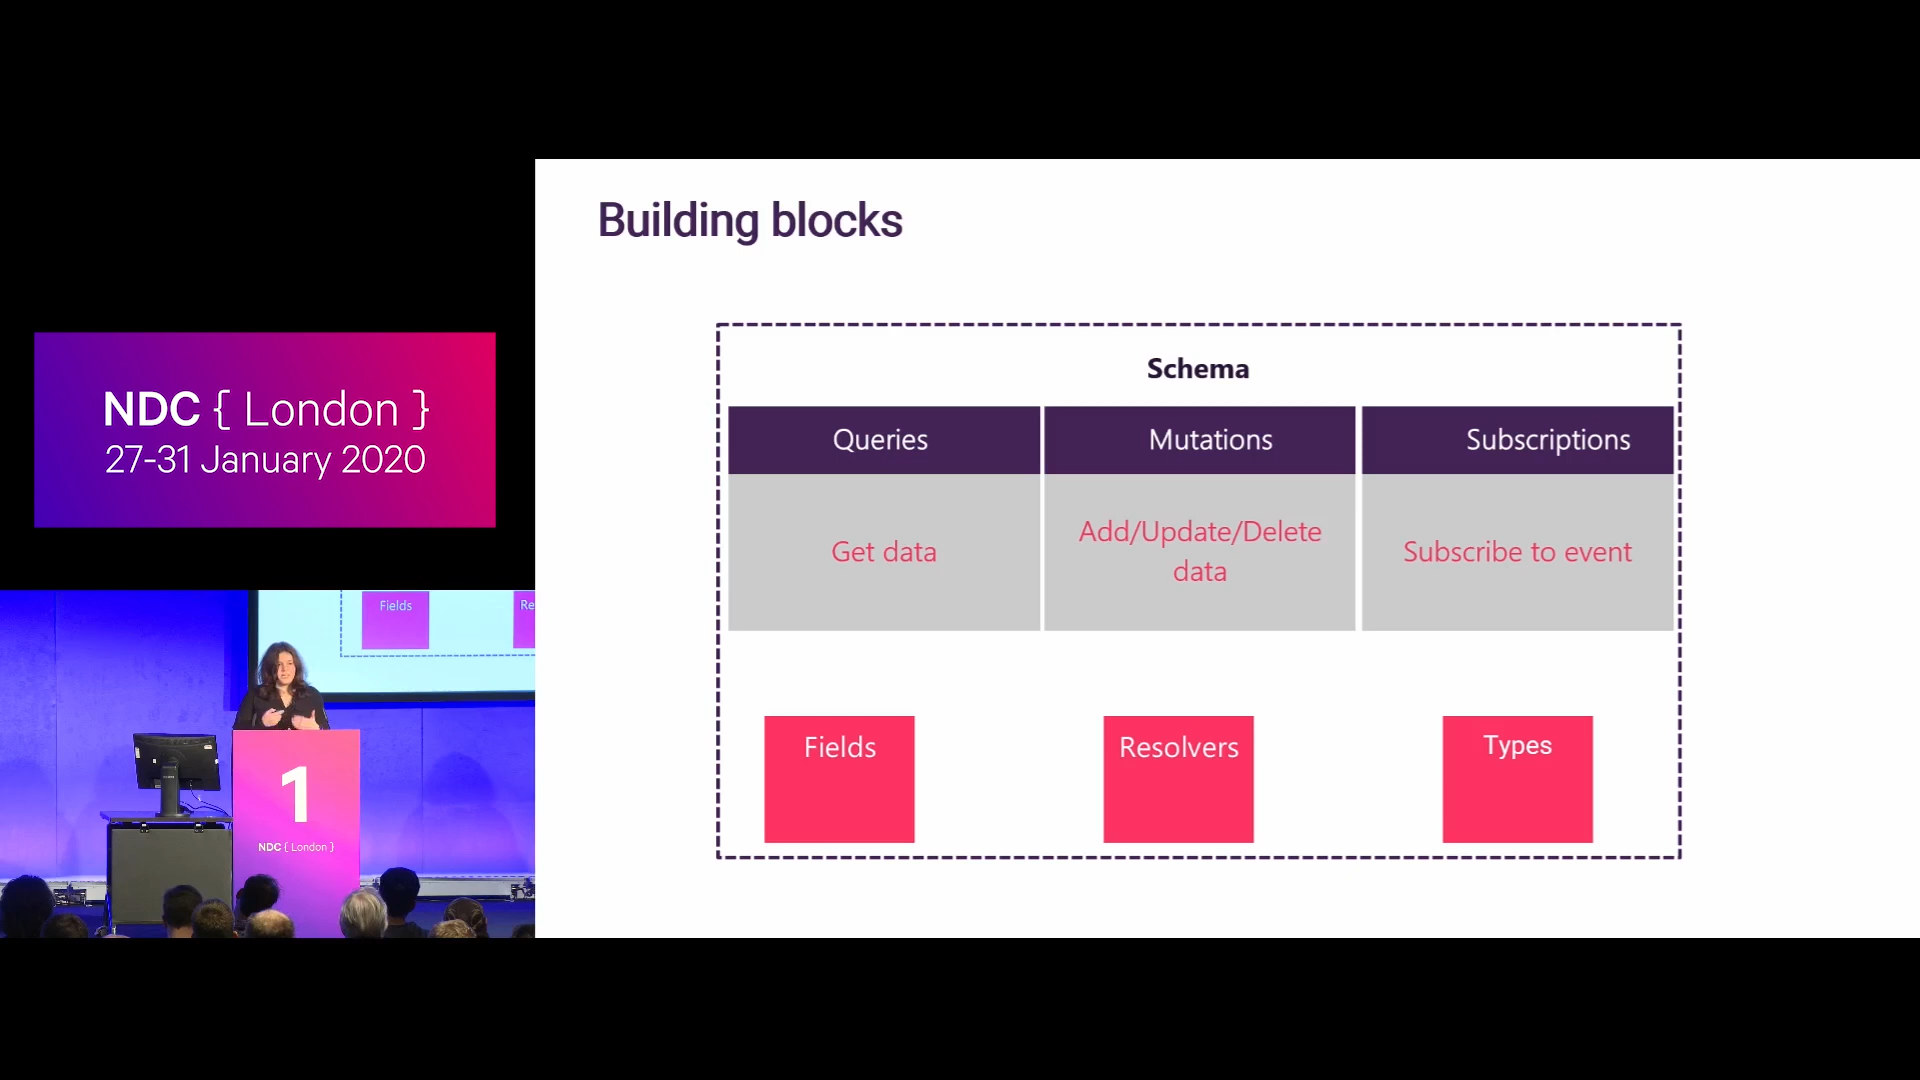 Building blocks
Schema
Queries
Mutations
Subscriptions
Get data
Add/Update/Delete
data
Subscribe to event
Fields
Resolvers
Types
NDC { London }
27-31 January 2020
Fields
Re
1
NDC { London }